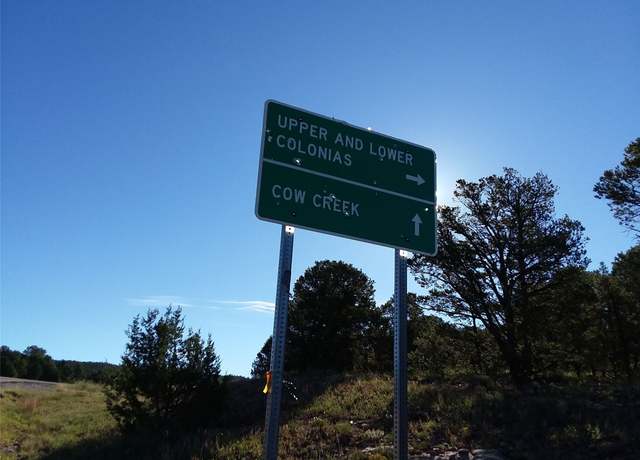 UPPER AND LOWER
COLONIAS
COW CREEK